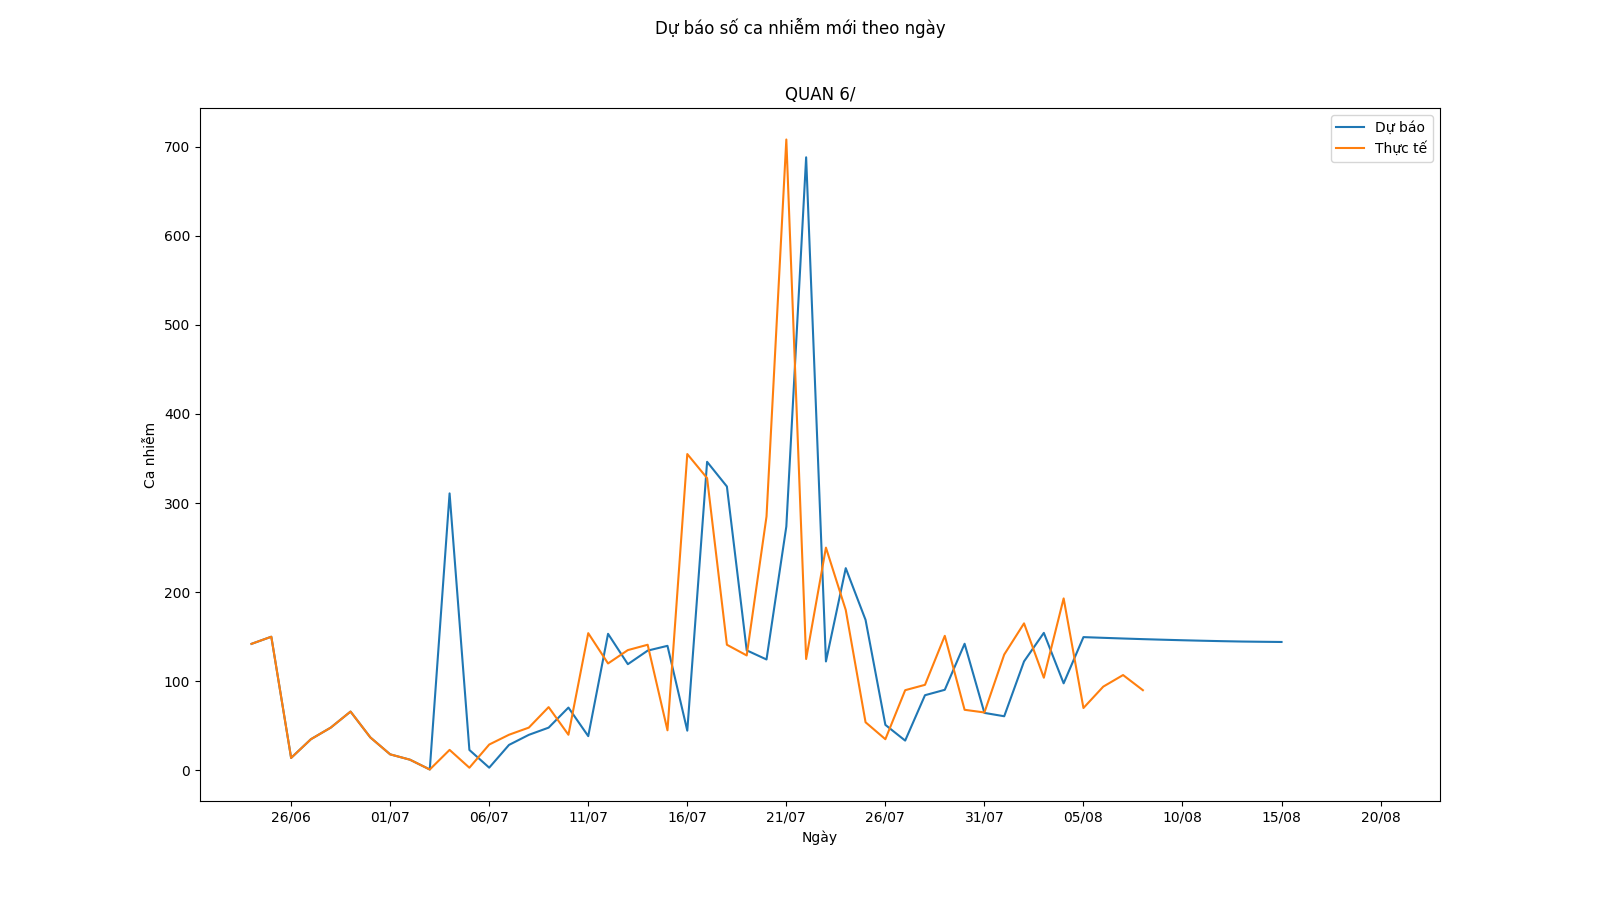 Dự báo số ca nhiễm mới theo ngày
QUAN 6/
Dự báo
Thực tế
700
600
500
400
300
200
100
0
Ca nhiễm
26/06 01/07 06/07 11/07 16/07 21/07 26/07 31/07 05/08 10/08 15/08 20/08
Ngày